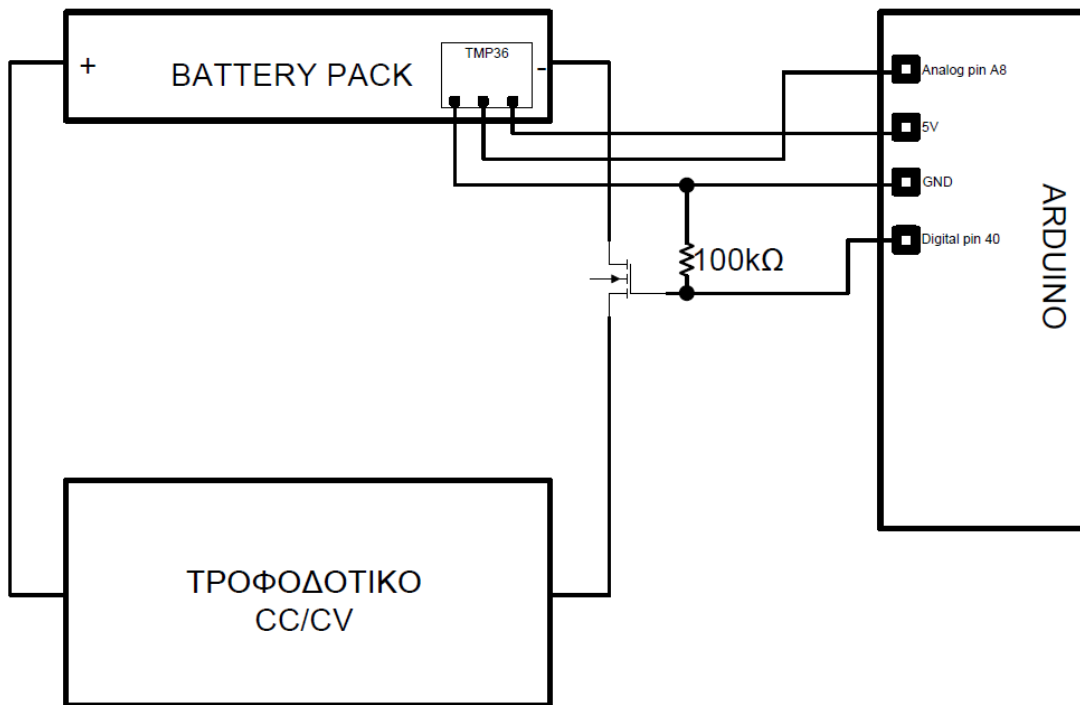 TMP36
+
BATTERY PACK
-
Analog pin A8
5V
GND
Digital pin 40
ARDUINO
100kΩ
ΤΡΟΦΟΔΟΤΙΚΟ
CC/CV